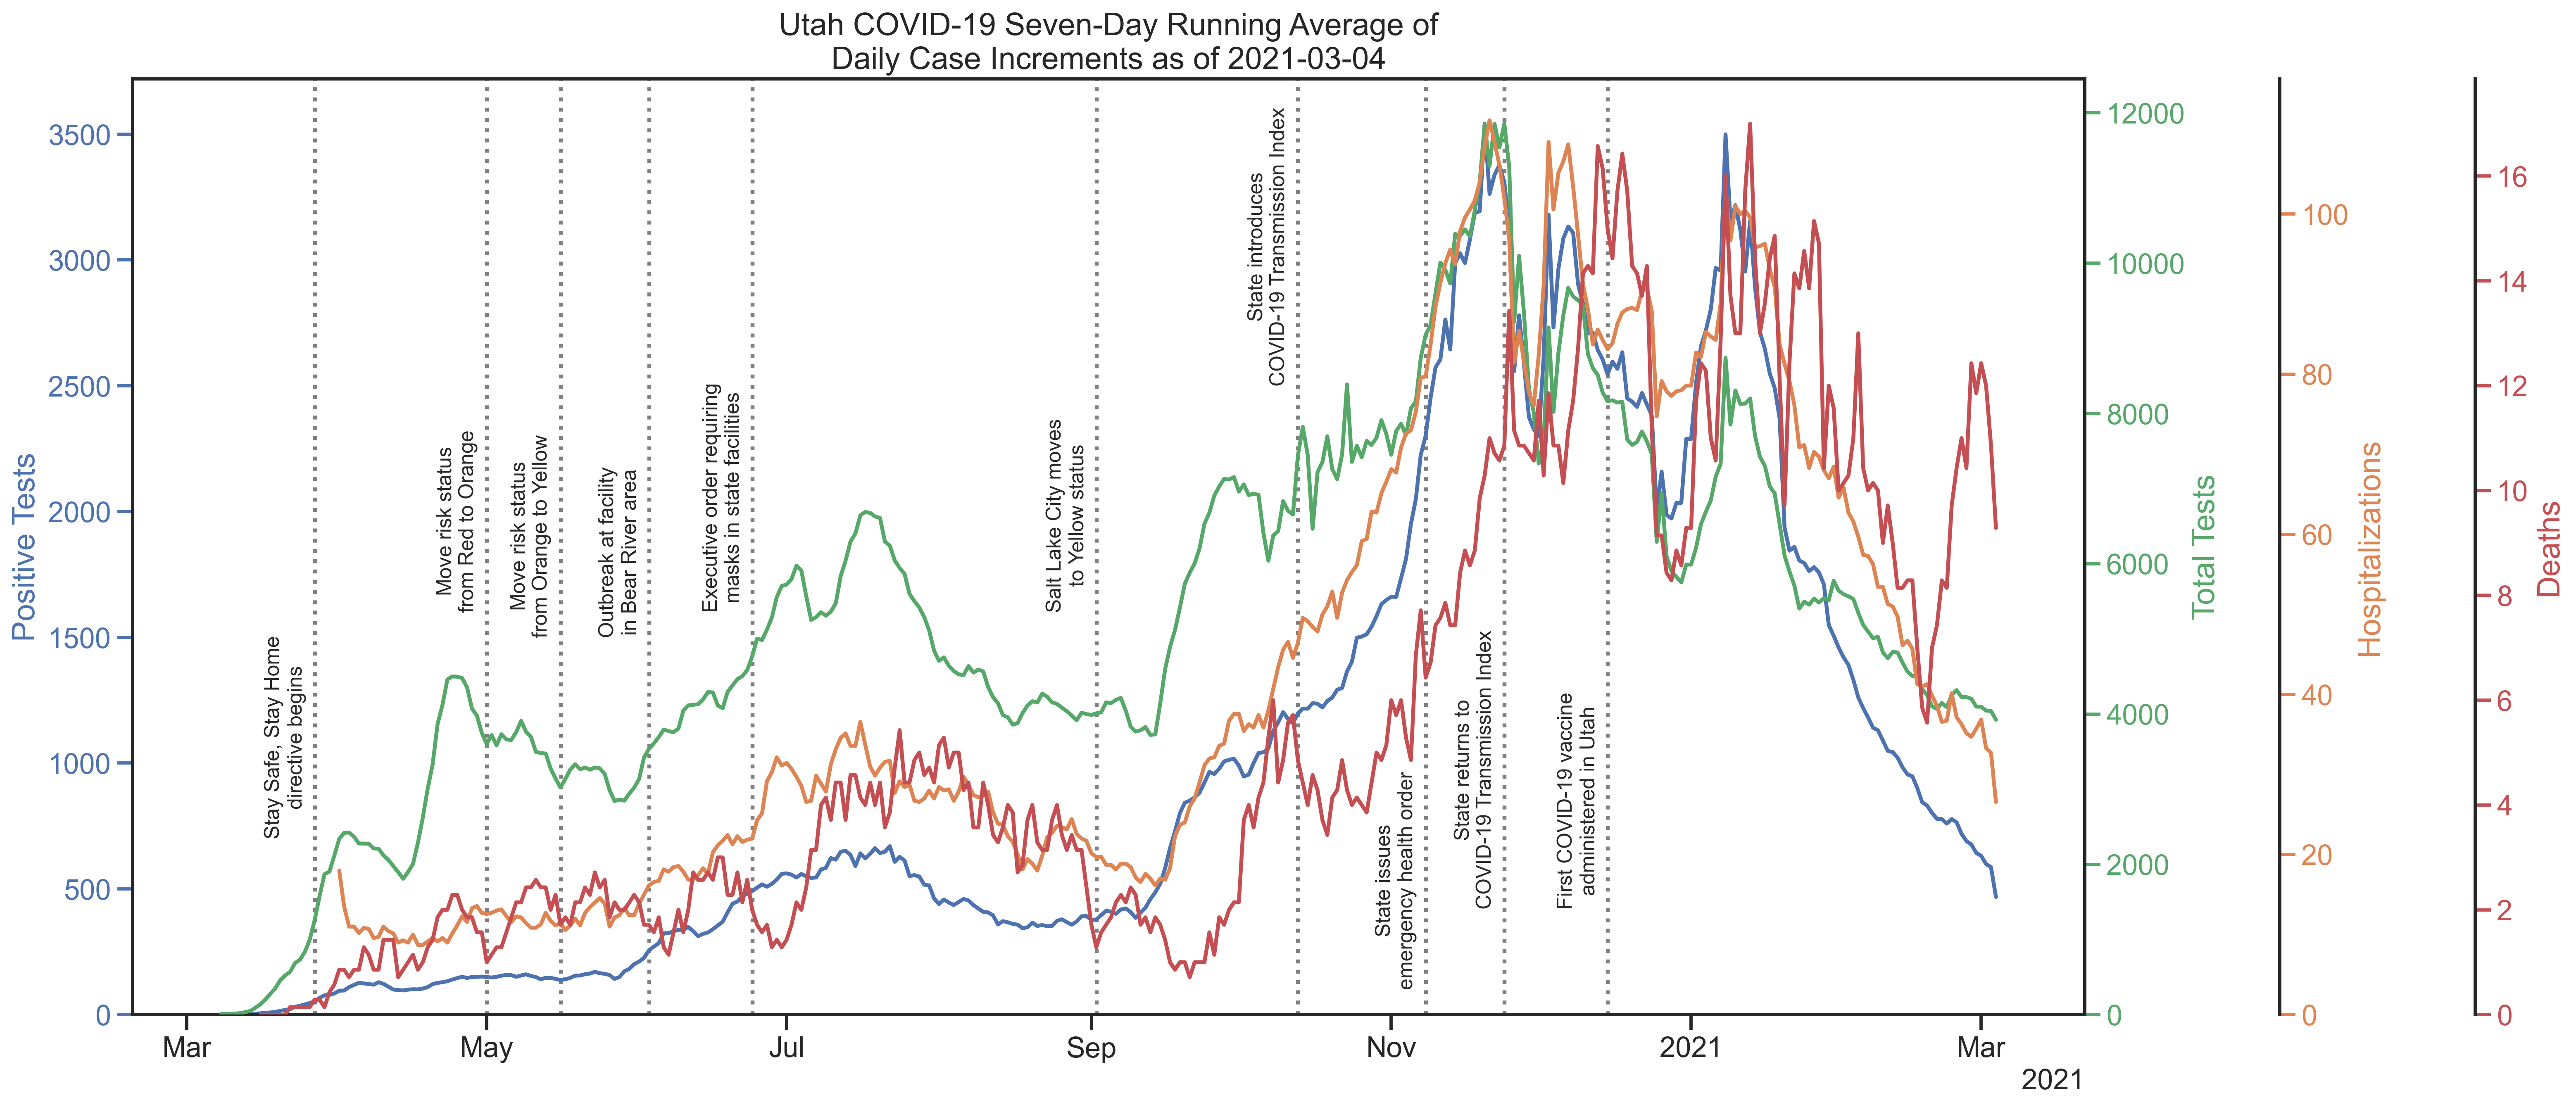 Utah COVID-19 Seven-Day Running Average of
Daily Case Increments as of 2021-03-04
Positive Tests
3500
3000
2500
2000
1500
1000
500
0
Stay Safe, Stay Home
directive begins
Move risk status
from Red to Orange
Move risk status
from Orange to Yellow
Outbreak at facility
in Bear River area
Executive order requiring
masks in state facilities
Salt Lake City moves
to Yellow status
State introduces
COVID-19 Transmission Index
State issues
emergency health order
State returns to
COVID-19 Transmission Index
First COVID-19 vaccine
administered in Utah
Mar
May
Jul
Sep
Nov
2021
Mar
2021
12000
10000
8000
6000
4000
2000
0
Total Tests
100
80
60
40
20
0
Hospitalizations
16
14
12
10
8
6
4
2
0
Deaths